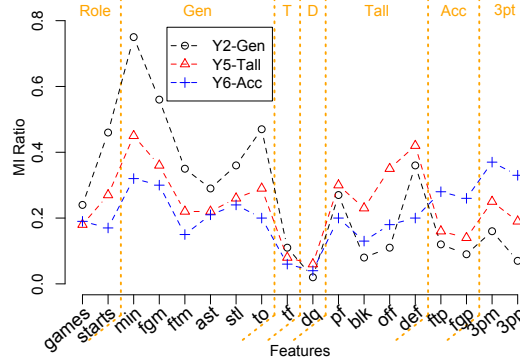 Role Gen T D Tall Acc 3pt
Y2-Gen
Y5-Tall
Y6-Acc
MI Ratio
0.8
0.6
0.4
0.2
0.0
games starts min fgm ftm ast stl to tf dq pf blk off def ftp fgp 3pm 3pp
Features